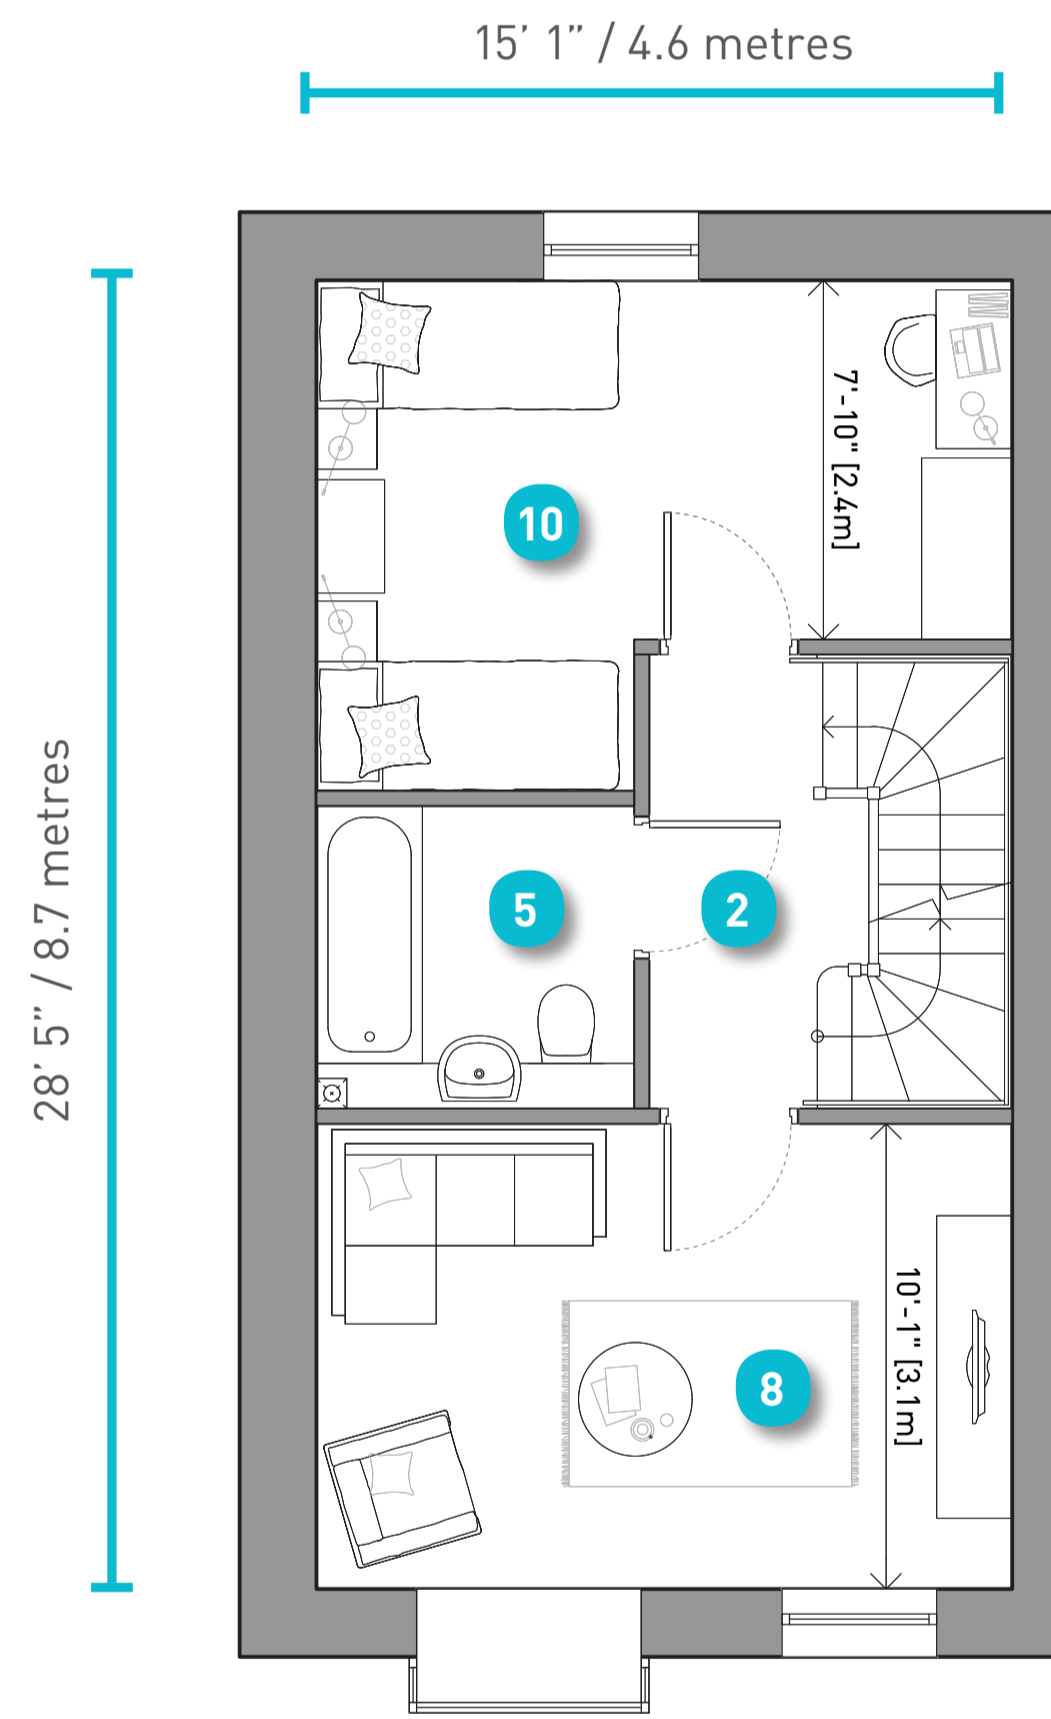 15’ 1” / 4.6 metres
28’ 5” / 8.7 metres
7'-10" [2.4m]
10
5
2
10'-1" [3.1m]
8